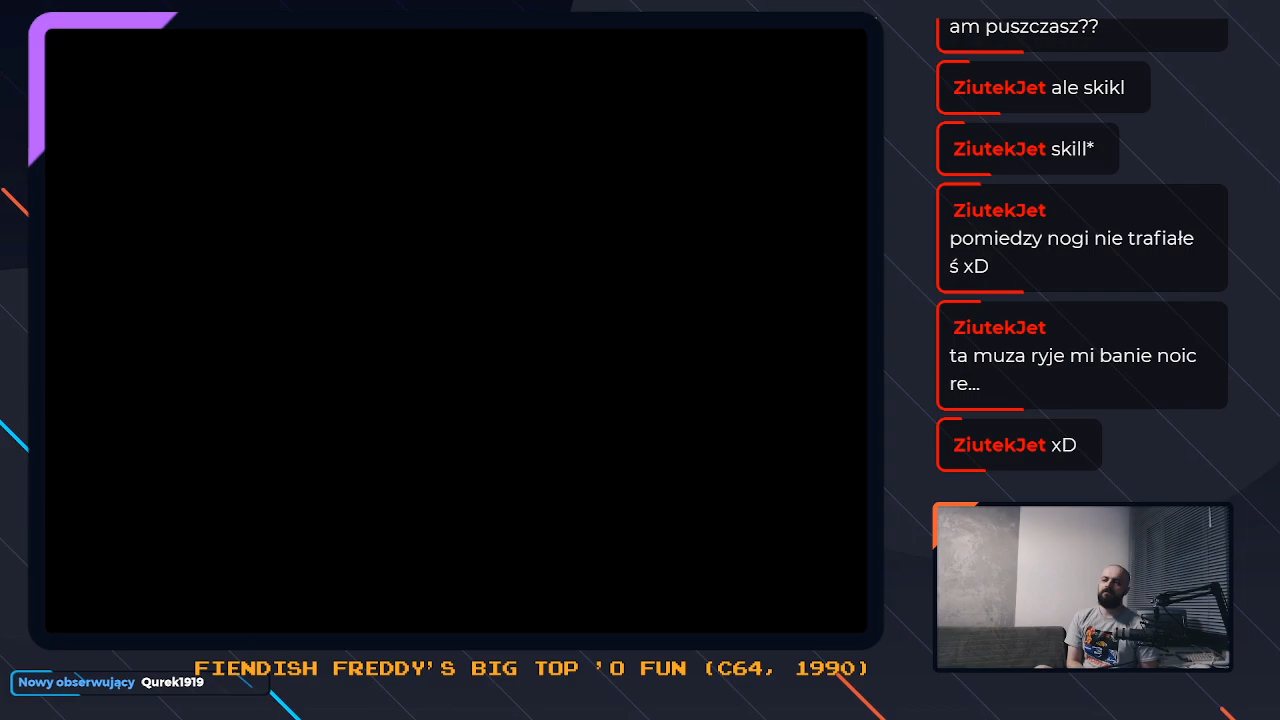 am puszczasz??
ZiutekJet ale skikl
ZiutekJet skill*
ZiutekJet
pomiedzy nogi nie trafiałe
ś xD
ZiutekJet
ta muza ryje mi banie noic
re...
ZiutekJet xD
FIENDISH FREDDY'S BIG TOP 'O FUN (C64, 1990)
Nowy obserwujący Qurek1919